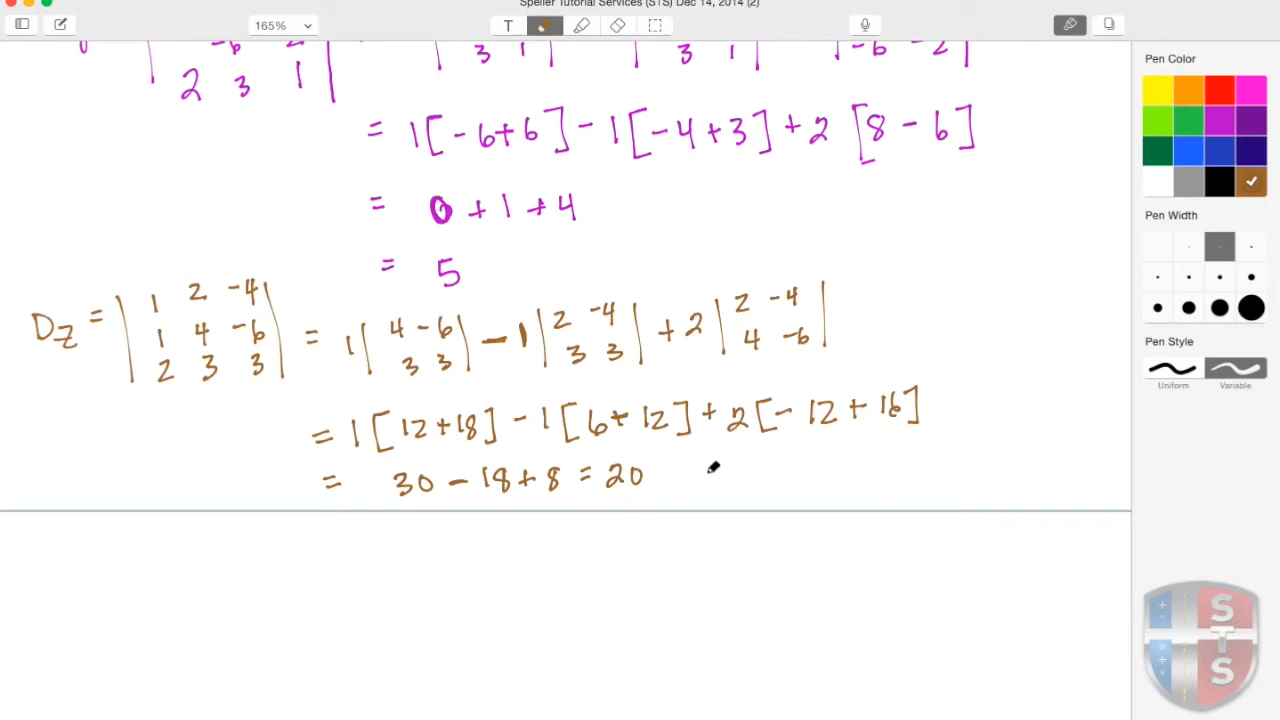 Speller Tutorial Services (STS) Dec 14, 2014 (2)
165%
T
Pen Color
Pen Width
Pen Style
Uniform Variable
2 3 1
3 1 3 1 -6 -2
= 1[-6+6] - 1[-4+3] + 2[8-6]
= 0 + 1 + 4
= 5
Dz = | 1 2 -4 | = 1 | 4 -6 | - 1 | 2 -4 | + 2 | 2 -4 |
| 1 4 -6 | | 3 3 | | 3 3 | | 4 -6 |
| 2 3 3 |
= 1[12+18] - 1[6+12] + 2[-12+16]
= 30 - 18 + 8 = 20
STS